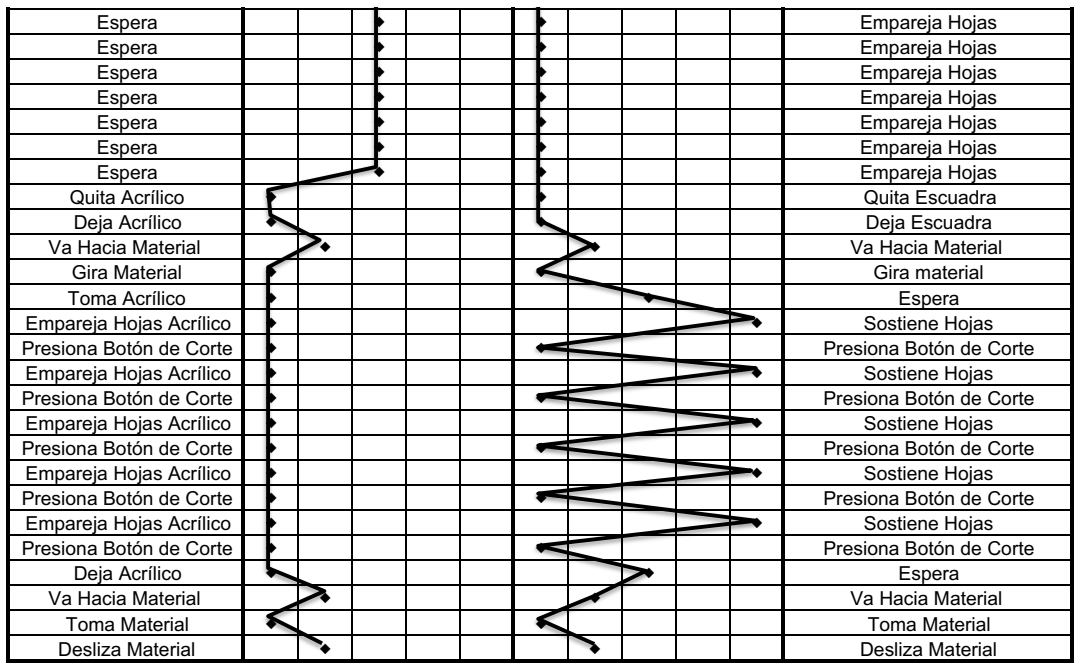 Espera Empareja Hojas
Espera Empareja Hojas
Espera Empareja Hojas
Espera Empareja Hojas
Espera Empareja Hojas
Espera Empareja Hojas
Espera Empareja Hojas
Quita Acrílico Quita Escuadra
Deja Acrílico Deja Escuadra
Va Hacia Material Va Hacia Material
Gira Material Gira material
Toma Acrílico Espera
Empareja Hojas Acrílico Sostiene Hojas
Presiona Botón de Corte Presiona Botón de Corte
Empareja Hojas Acrílico Sostiene Hojas
Presiona Botón de Corte Presiona Botón de Corte
Empareja Hojas Acrílico Sostiene Hojas
Presiona Botón de Corte Presiona Botón de Corte
Empareja Hojas Acrílico Sostiene Hojas
Presiona Botón de Corte Presiona Botón de Corte
Empareja Hojas Acrílico Sostiene Hojas
Presiona Botón de Corte Presiona Botón de Corte
Deja Acrílico Espera
Va Hacia Material Va Hacia Material
Toma Material Toma Material
Desliza Material Desliza Material